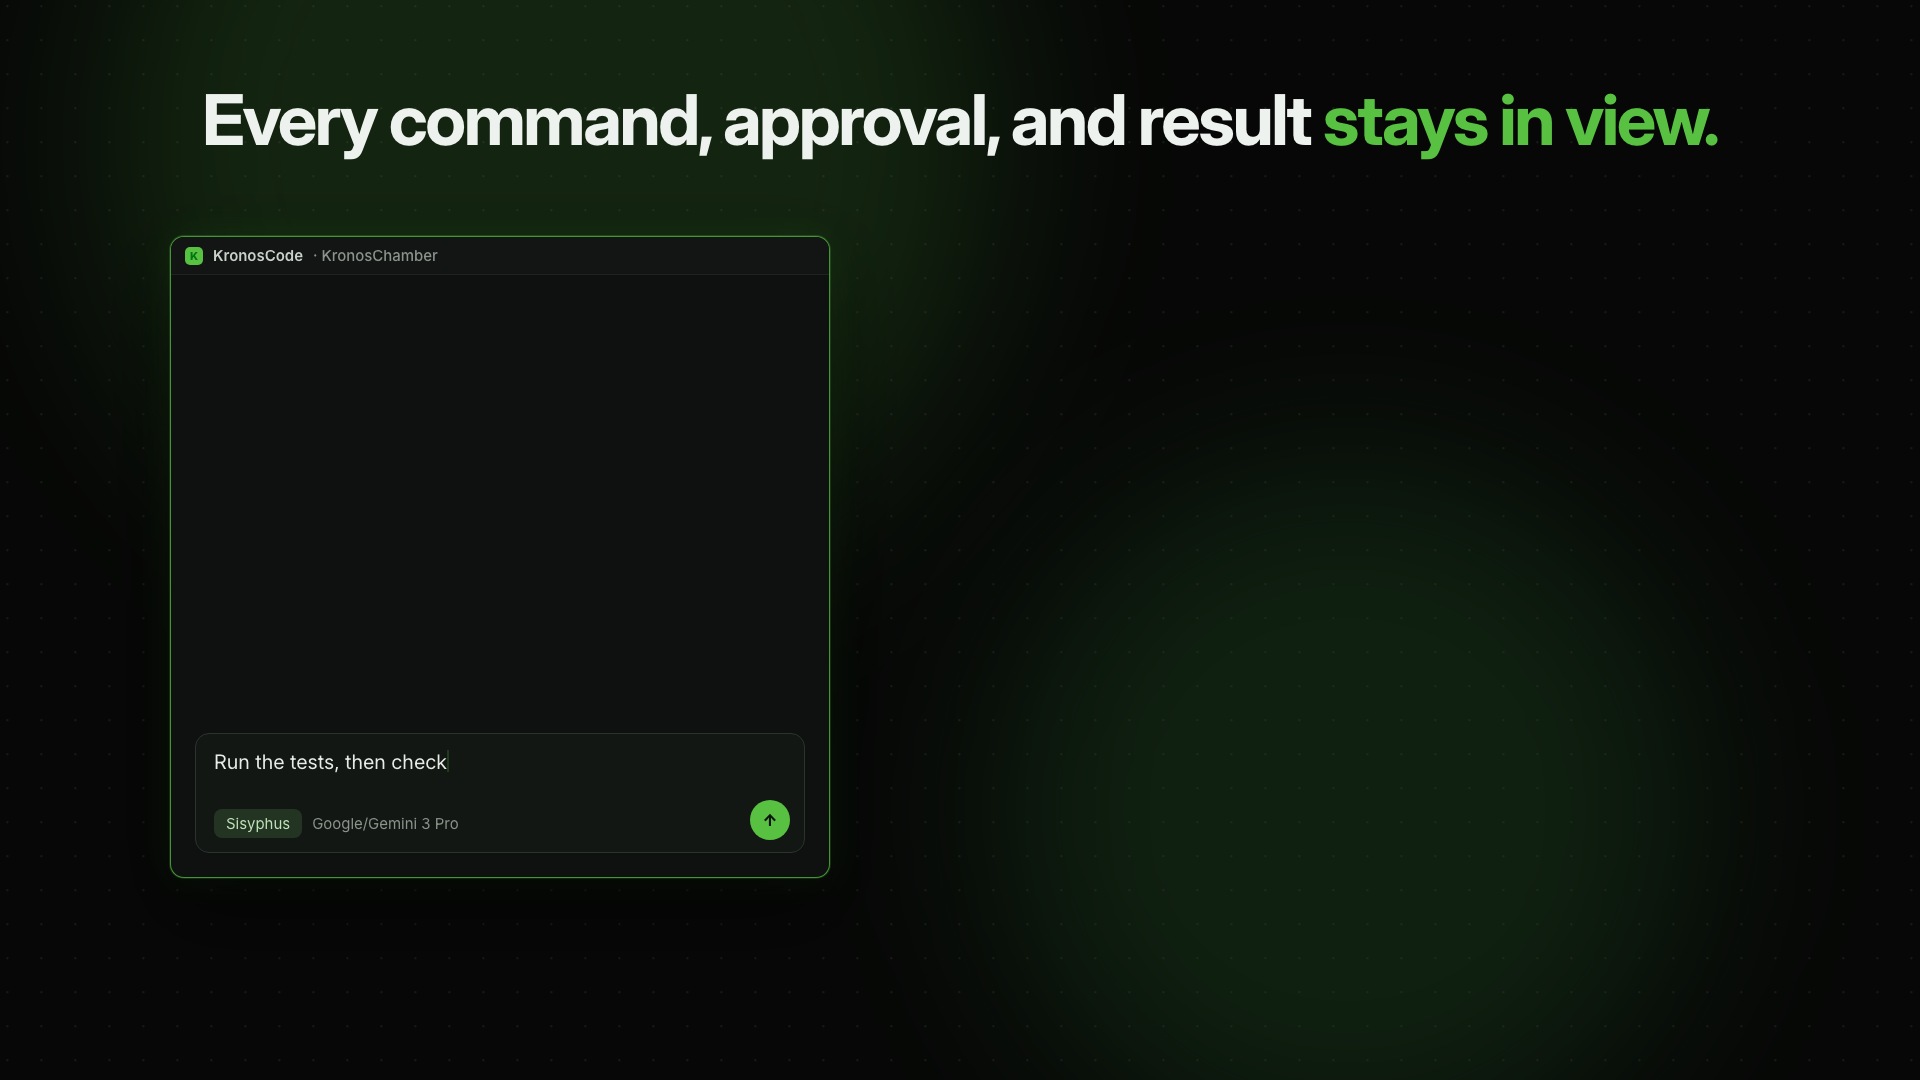 Every command, approval, and result stays in view.
K KronosCode · KronosChamber
Run the tests, then check
Sisyphus Google/Gemini 3 Pro